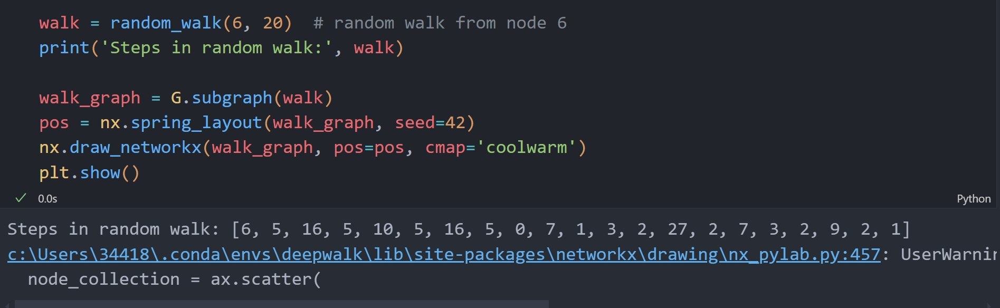 walk = random_walk(6, 20)  # random walk from node 6
print('Steps in random walk:', walk)
walk_graph = G.subgraph(walk)
pos = nx.spring_layout(walk_graph, seed=42)
nx.draw_networkx(walk_graph, pos=pos, cmap='coolwarm')
plt.show()
0.0s Python
Steps in random walk: [6, 5, 16, 5, 10, 5, 16, 5, 0, 7, 1, 3, 2, 27, 2, 7, 3, 2, 9, 2, 1]
c:\Users\34418\.conda\envs\deepwalk\lib\site-packages\networkx\drawing\nx_pylab.py:457: UserWarnin
  node_collection = ax.scatter(